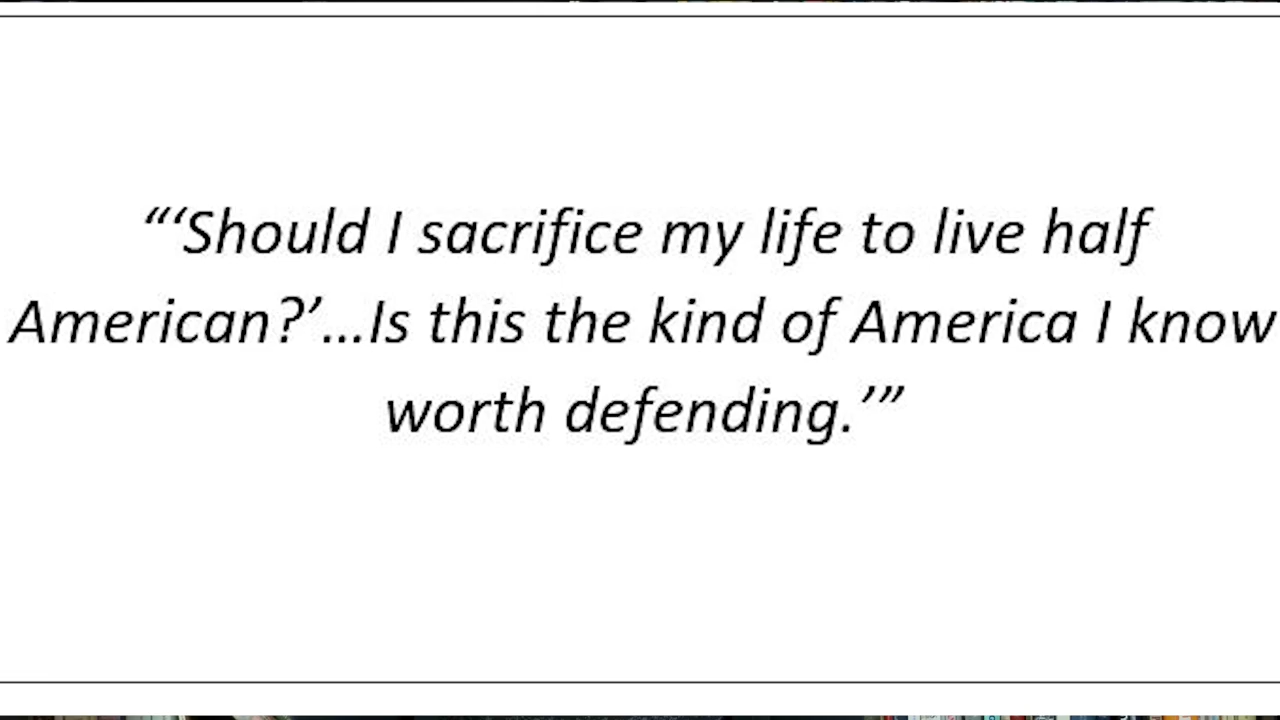 “‘Should I sacrifice my life to live half
American?’...Is this the kind of America I know
worth defending.’”